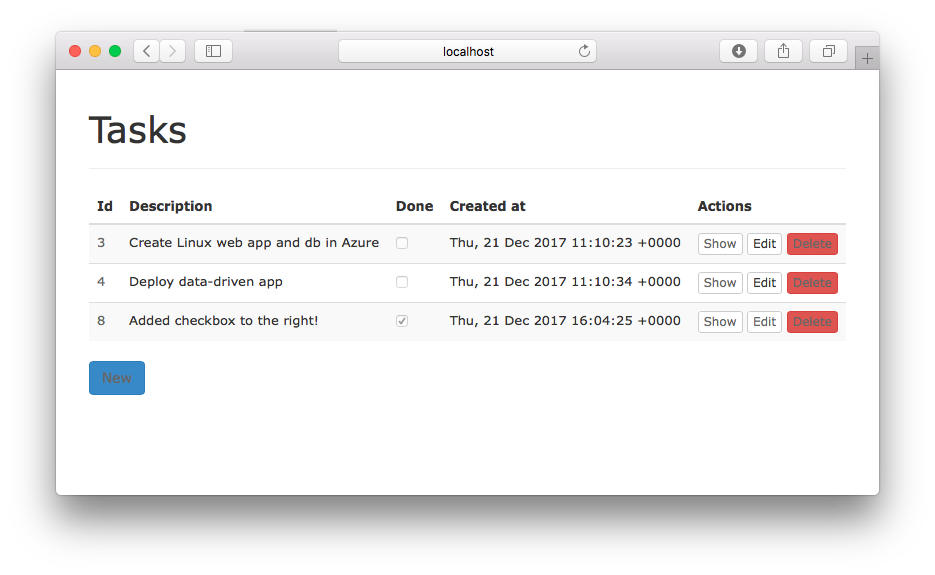 localhost
Tasks
Id Description Done Created at Actions
3 Create Linux web app and db in Azure Thu, 21 Dec 2017 11:10:23 +0000 Show Edit Delete
4 Deploy data-driven app Thu, 21 Dec 2017 11:10:34 +0000 Show Edit Delete
8 Added checkbox to the right! Thu, 21 Dec 2017 16:04:25 +0000 Show Edit Delete
New